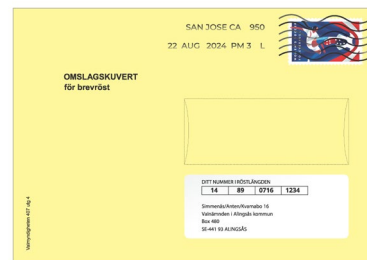 SAN JOSE CA 950
22 AUG 2024 PM 3 L
OMSLAGSKUVERT
för brevröst
DITT NUMMER I RÖSTLÄNGDEN
14 89 0716 1234
Simmenäs/Anten/Kvarnabo 16
Valnämnden i Alingsås kommun
Box 480
SE-441 93 ALINGSÅS
Valmyndigheten 407 utg 4